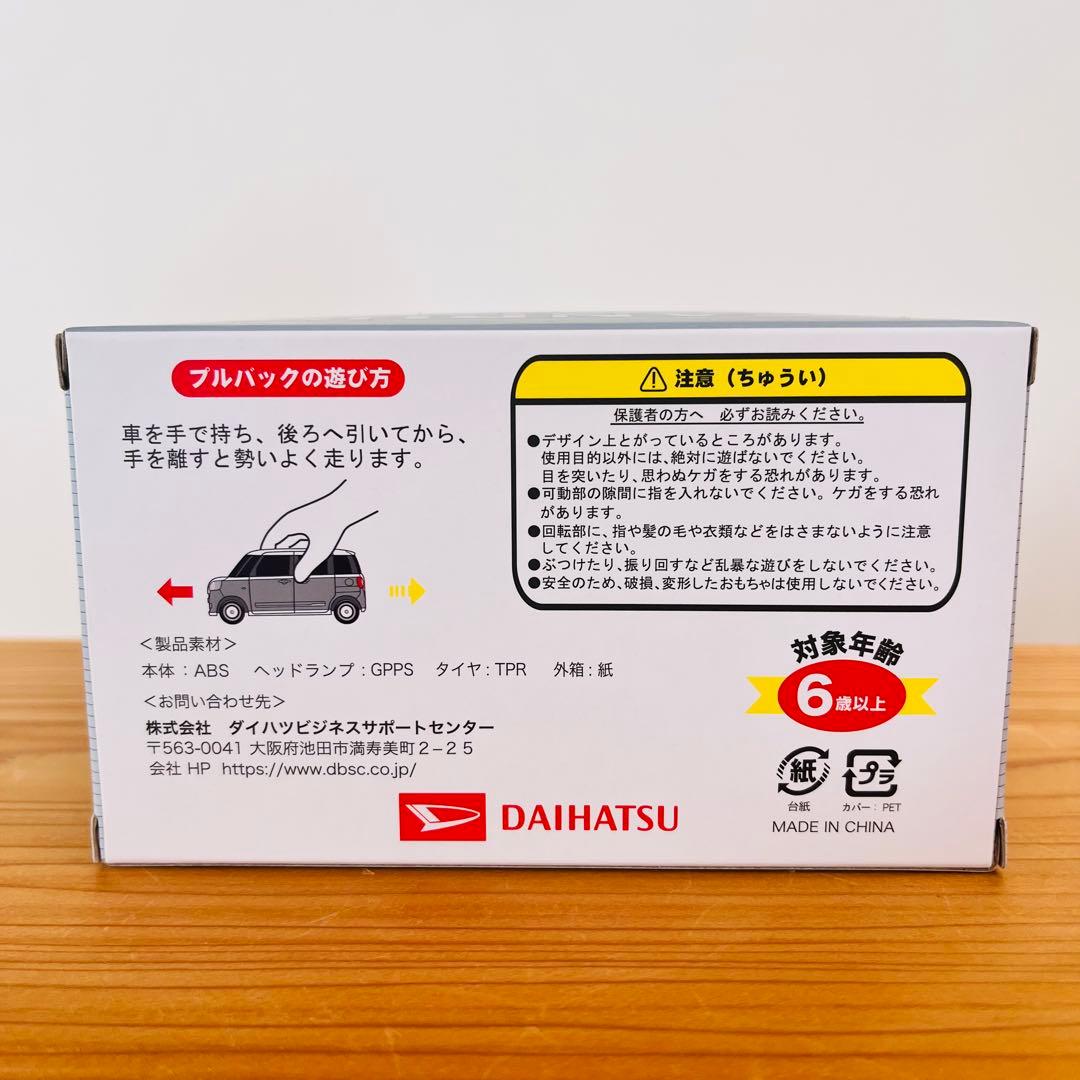 プルバックの遊び方
車を手で持ち、後ろへ引いてから、
手を離すと勢いよく走ります。
＜製品素材＞
本体：ABS　ヘッドランプ：GPPS　タイヤ：TPR　外箱：紙
＜お問い合わせ先＞
株式会社　ダイハツビジネスサポートセンター
〒563-0041 大阪府池田市満寿美町２−２５
会社 HP https://www.dbsc.co.jp/
DAIHATSU
注意（ちゅうい）
保護者の方へ　必ずお読みください。
●デザイン上とがっているところがあります。
使用目的以外には、絶対に遊ばないでください。
目を突いたり、思わぬケガをする恐れがあります。
●可動部の隙間に指を入れないでください。ケガをする恐れ
があります。
●回転部に、指や髪の毛や衣類などをはさまないように注意
してください。
●ぶつけたり、振り回すなど乱暴な遊びをしないでください。
●安全のため、破損、変形したおもちゃは使用しないでください。
対象年齢
6歳以上
紙
台紙
プラ
カバー：PET
MADE IN CHINA